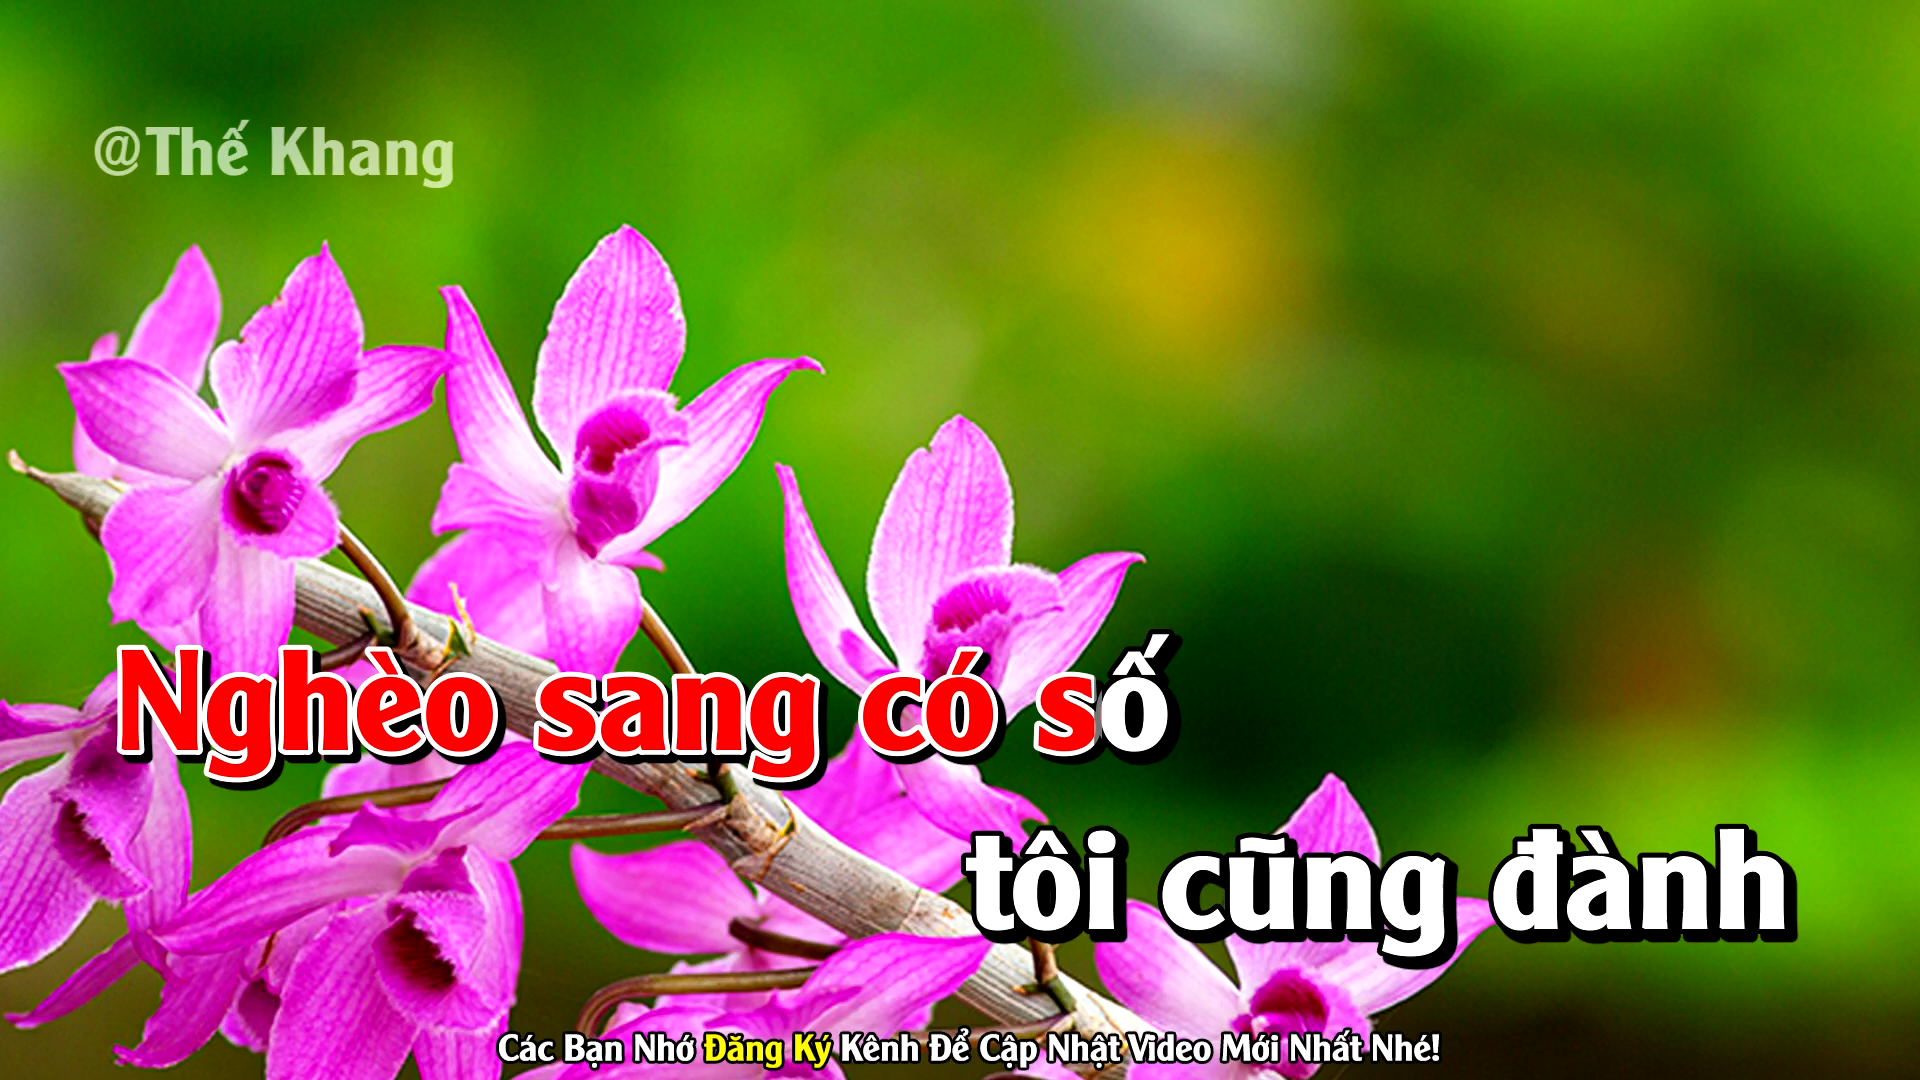 @Thế Khang
Nghèo sang có số
tôi cũng đành
Các Bạn Nhớ Đăng Ký Kênh Để Cập Nhật Video Mới Nhất Nhé!